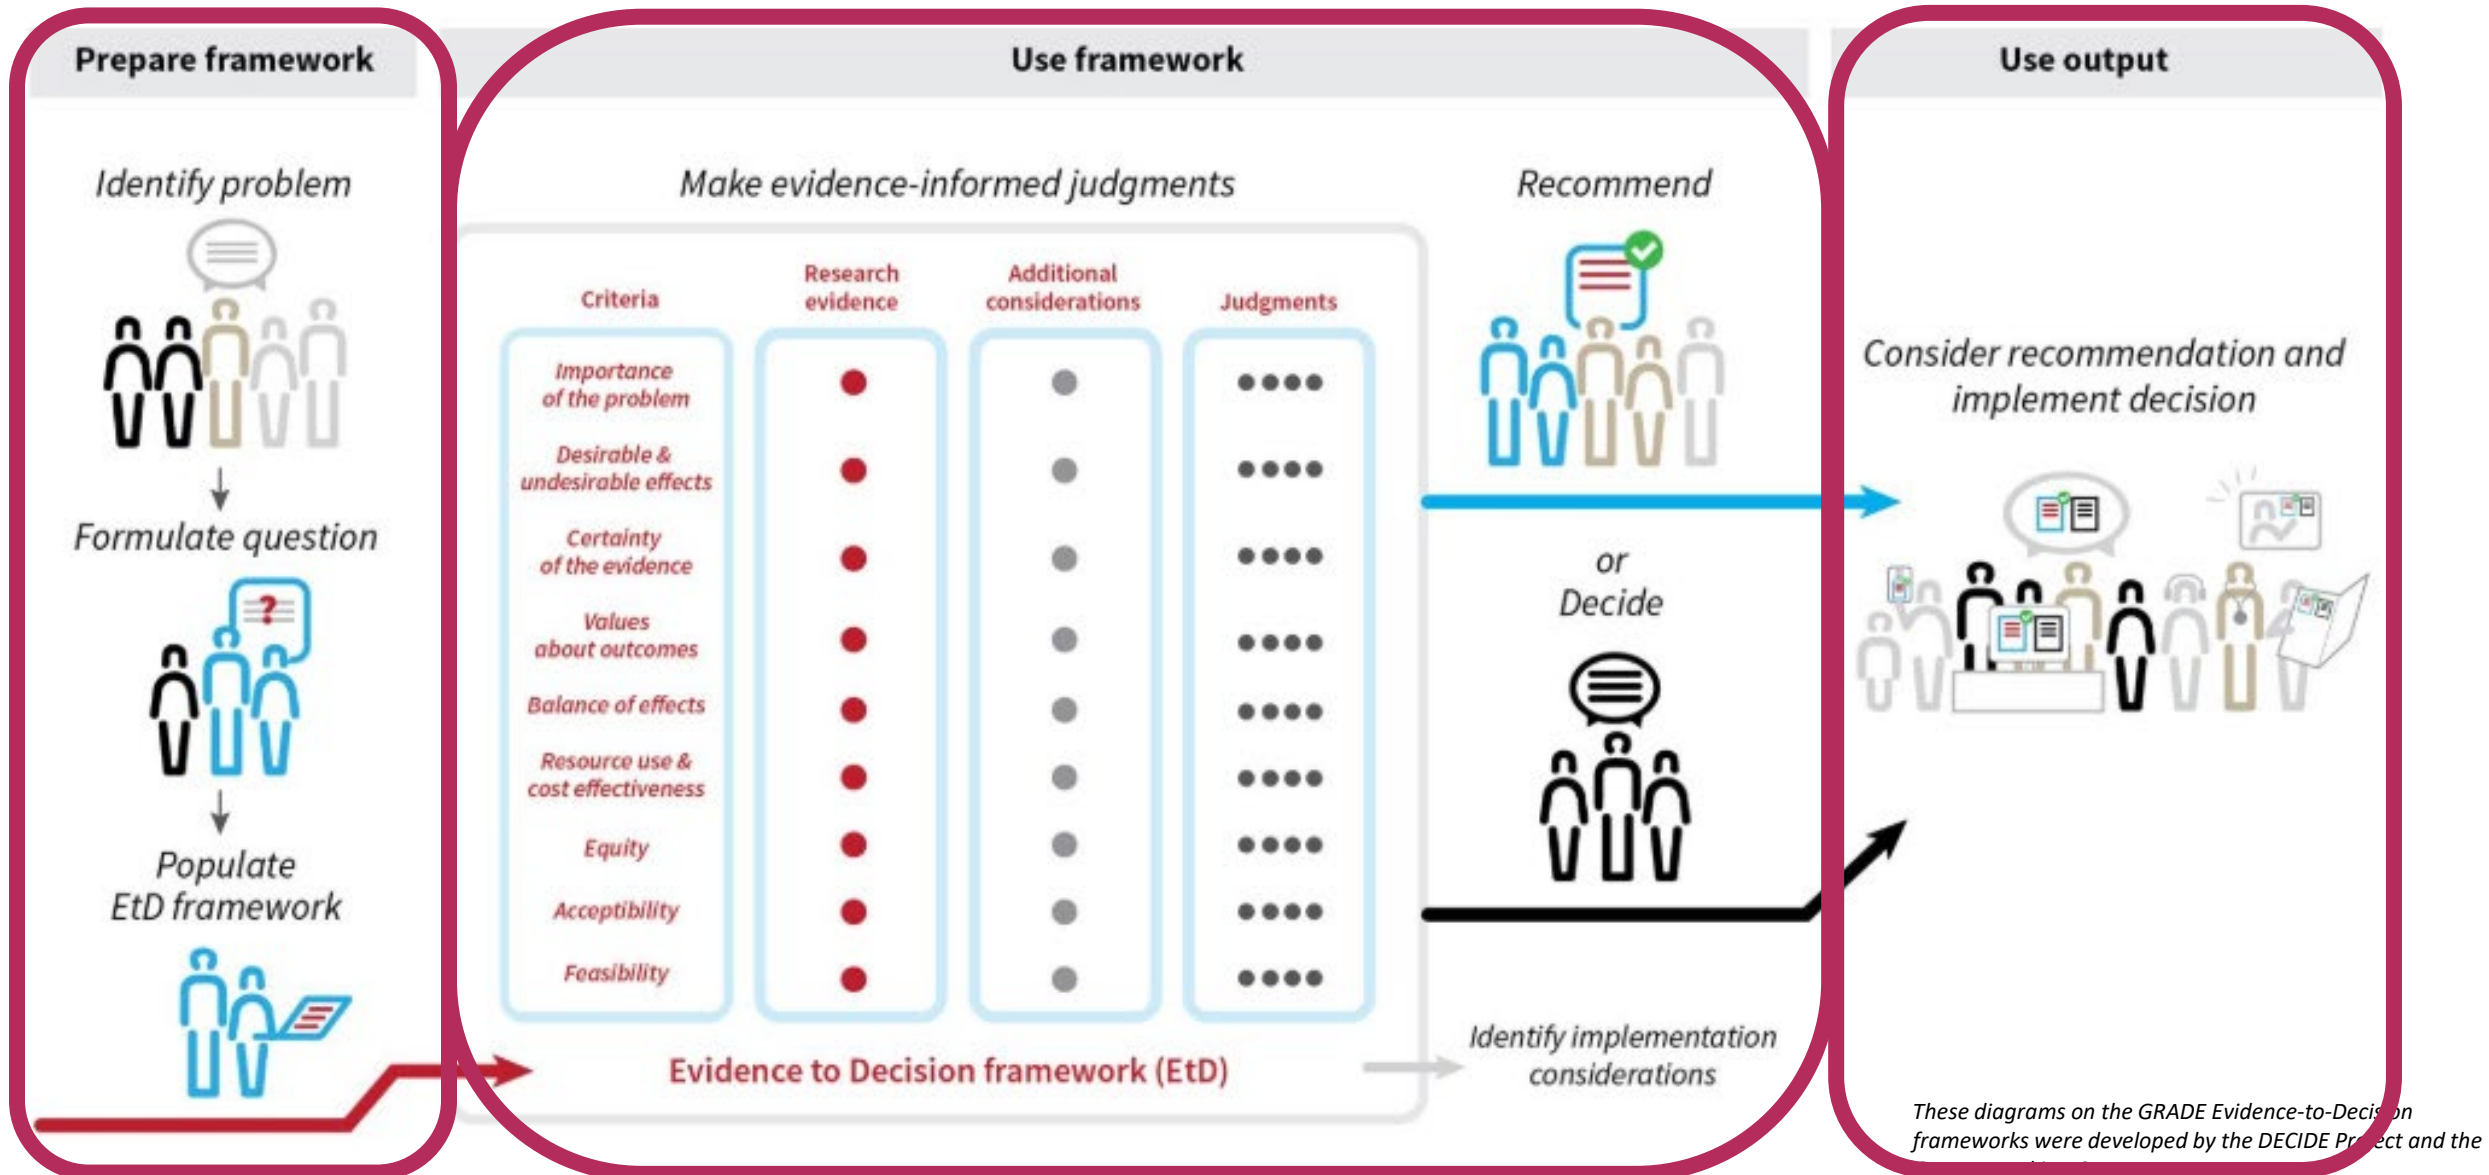 Prepare framework
Use framework
Use output
Identify problem
Formulate question
?
Populate
EtD framework
Make evidence-informed judgments
Criteria
Research
evidence
Additional
considerations
Judgments
Importance
of the problem
Desirable &
undesirable effects
Certainty
of the evidence
Values
about outcomes
Balance of effects
Resource use &
cost effectiveness
Equity
Acceptibility
Feasibility
Evidence to Decision framework (EtD)
Recommend
or
Decide
Identify implementation
considerations
Consider recommendation and
implement decision
These diagrams on the GRADE Evidence-to-Decision
frameworks were developed by the DECIDE Project and the